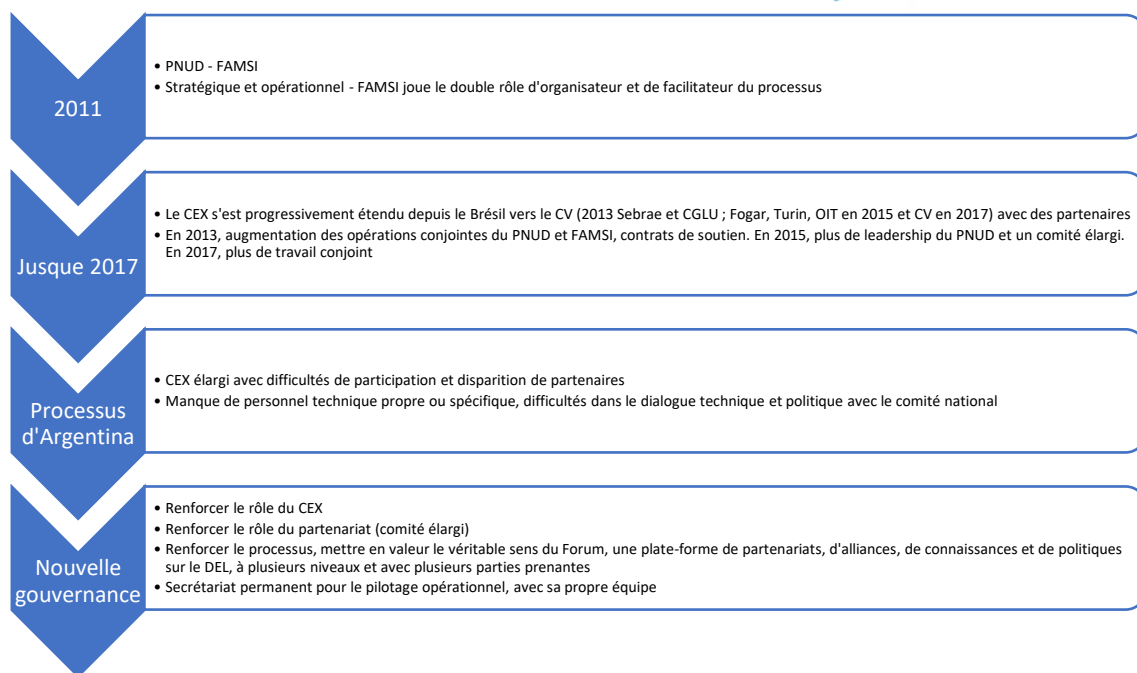 2011
• PNUD - FAMSI
• Stratégique et opérationnel - FAMSI joue le double rôle d'organisateur et de facilitateur du processus
Jusque 2017
• Le CEX s'est progressivement étendu depuis le Brésil vers le CV (2013 Sebrae et CGLU ; Fogar, Turin, OIT en 2015 et CV en 2017) avec des partenaires
• En 2013, augmentation des opérations conjointes du PNUD et FAMSI, contrats de soutien. En 2015, plus de leadership du PNUD et un comité élargi.
En 2017, plus de travail conjoint
Processus
d'Argentina
• CEX élargi avec difficultés de participation et disparition de partenaires
• Manque de personnel technique propre ou spécifique, difficultés dans le dialogue technique et politique avec le comité national
Nouvelle
gouvernance
• Renforcer le rôle du CEX
• Renforcer le rôle du partenariat (comité élargi)
• Renforcer le processus, mettre en valeur le véritable sens du Forum, une plate-forme de partenariats, d'alliances, de connaissances et de politiques
sur le DEL, à plusieurs niveaux et avec plusieurs parties prenantes
• Secrétariat permanent pour le pilotage opérationnel, avec sa propre équipe